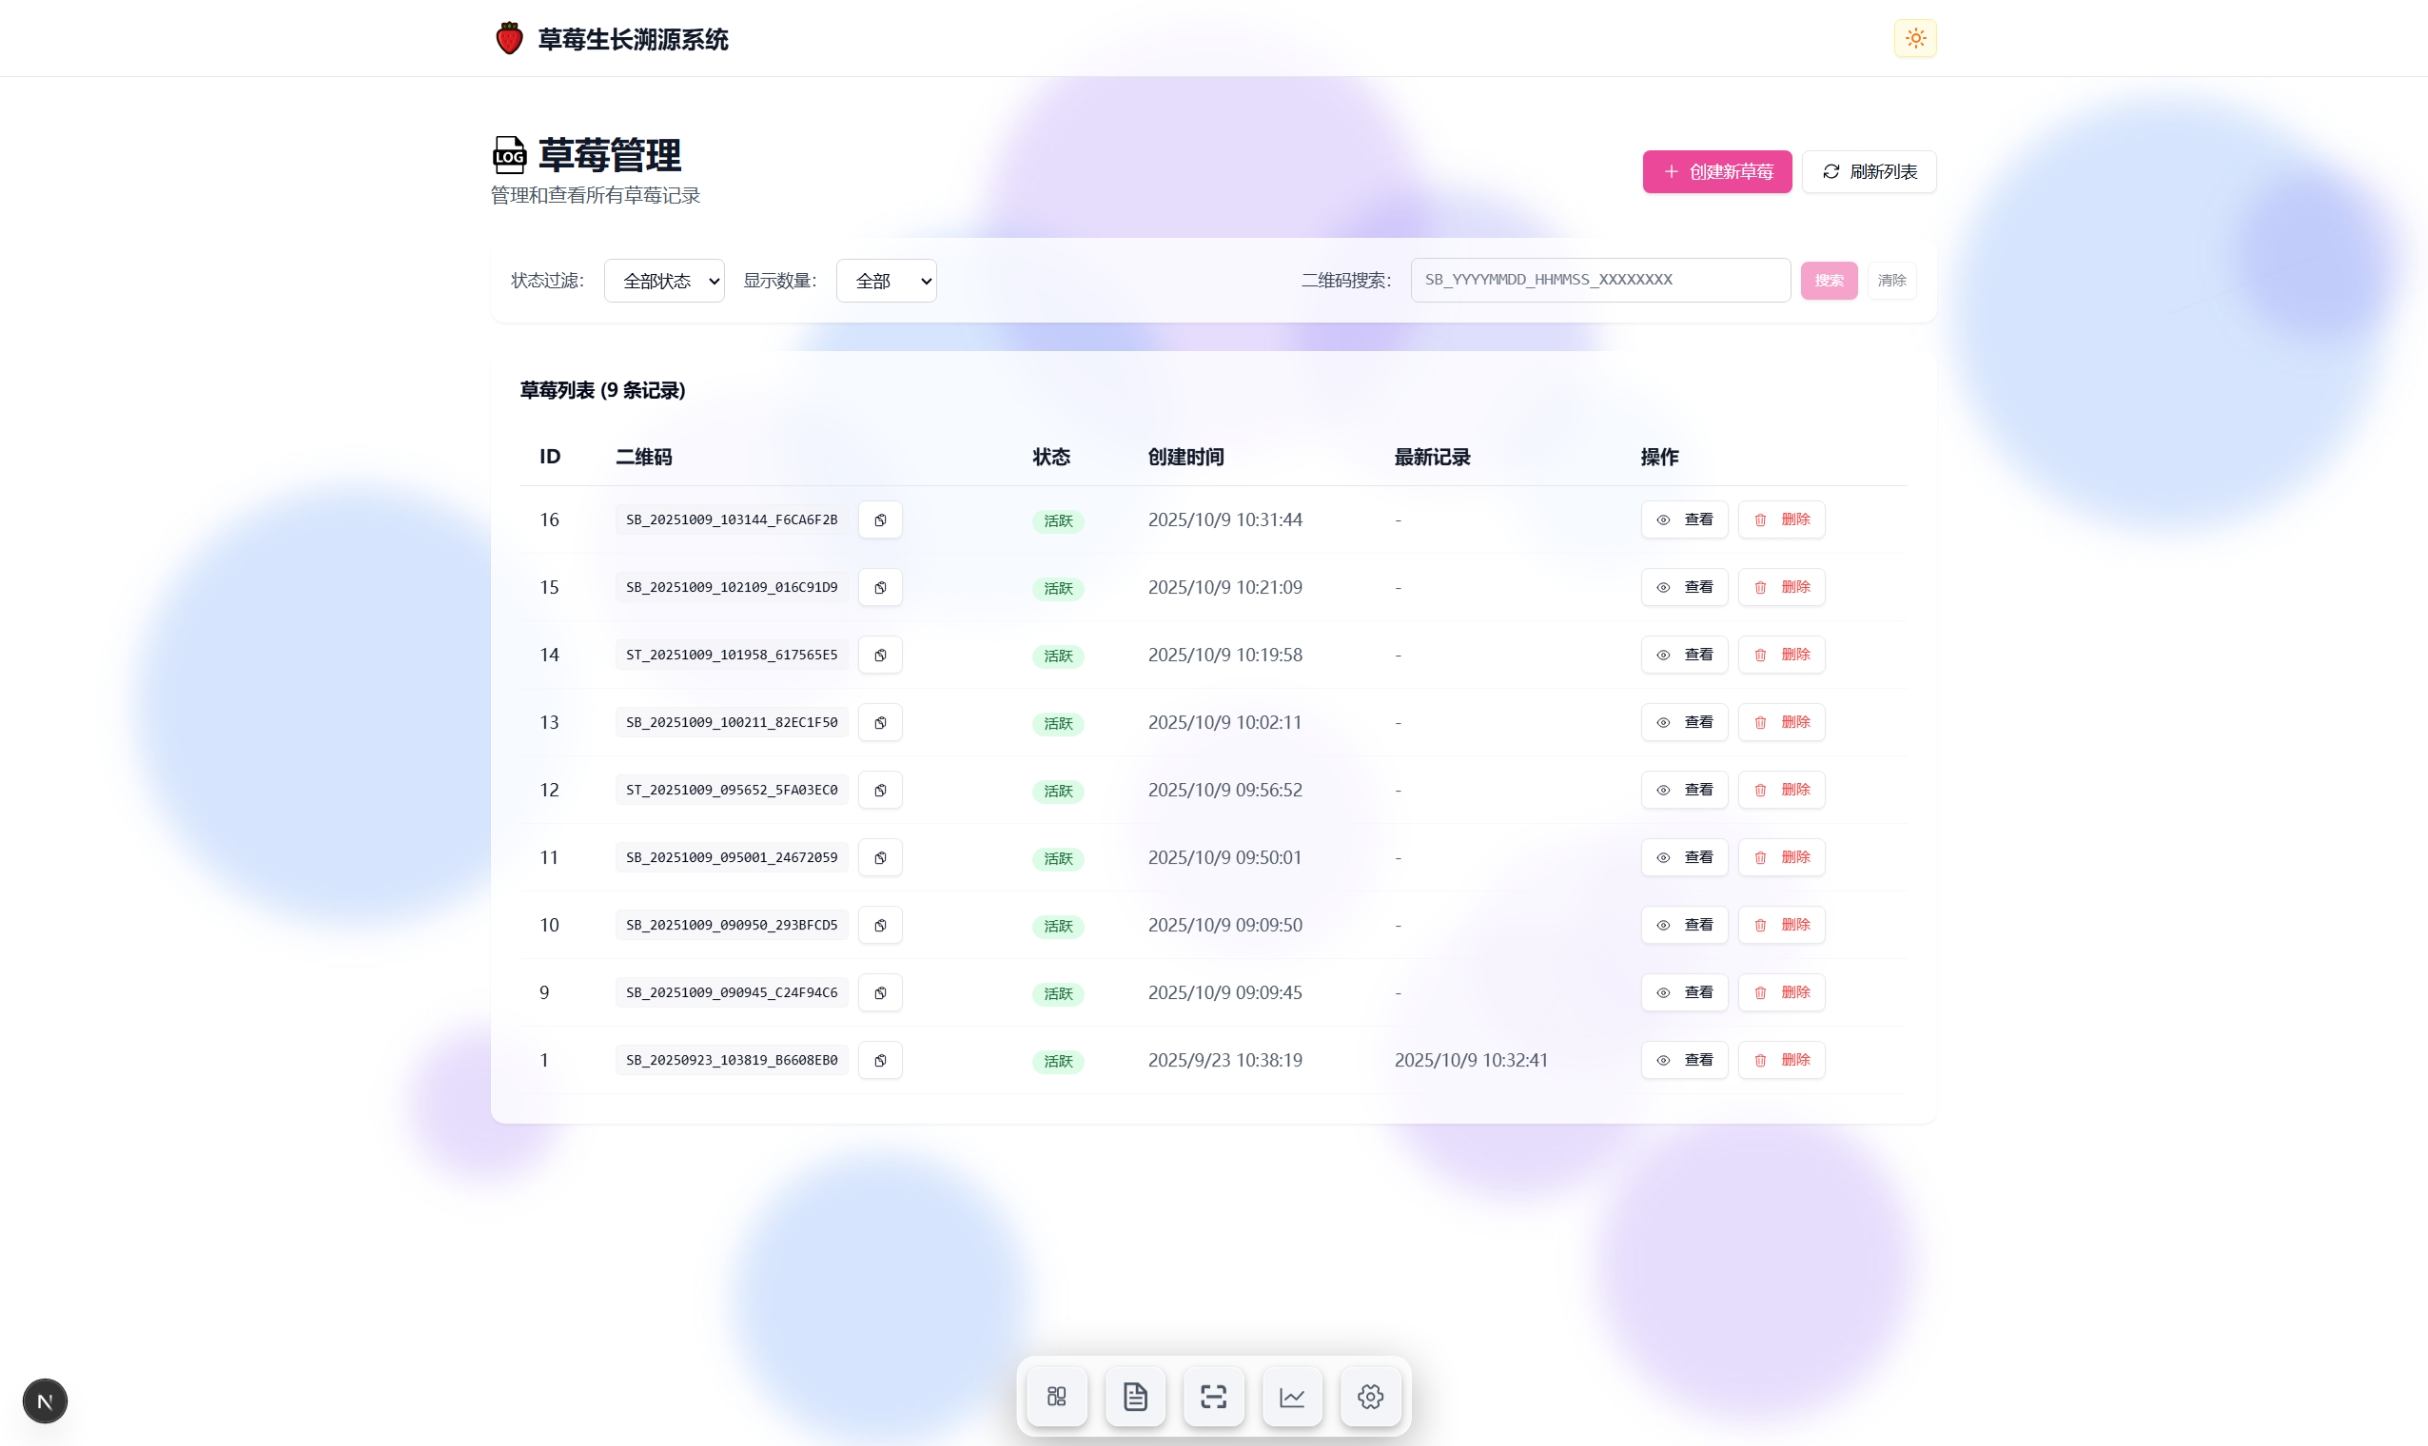 草莓生长溯源系统
LOG 草莓管理
管理和查看所有草莓记录
创建新草莓 刷新列表
状态过滤: 全部状态 显示数量: 全部 二维码搜索: SB_YYYYMMDD_HHMMSS_XXXXXXXX 搜索 清除
草莓列表 (9 条记录)
ID 二维码 状态 创建时间 最新记录 操作
16 SB_20251009_103144_F6CA6F2B 活跃 2025/10/9 10:31:44 - 查看 删除
15 SB_20251009_102109_016C91D9 活跃 2025/10/9 10:21:09 - 查看 删除
14 ST_20251009_101958_617565E5 活跃 2025/10/9 10:19:58 - 查看 删除
13 SB_20251009_100211_82EC1F50 活跃 2025/10/9 10:02:11 - 查看 删除
12 ST_20251009_095652_5FA03EC0 活跃 2025/10/9 09:56:52 - 查看 删除
11 SB_20251009_095001_24672059 活跃 2025/10/9 09:50:01 - 查看 删除
10 SB_20251009_090950_293BFCD5 活跃 2025/10/9 09:09:50 - 查看 删除
9 SB_20251009_090945_C24F94C6 活跃 2025/10/9 09:09:45 - 查看 删除
1 SB_20250923_103819_B6608EB0 活跃 2025/9/23 10:38:19 2025/10/9 10:32:41 查看 删除
N